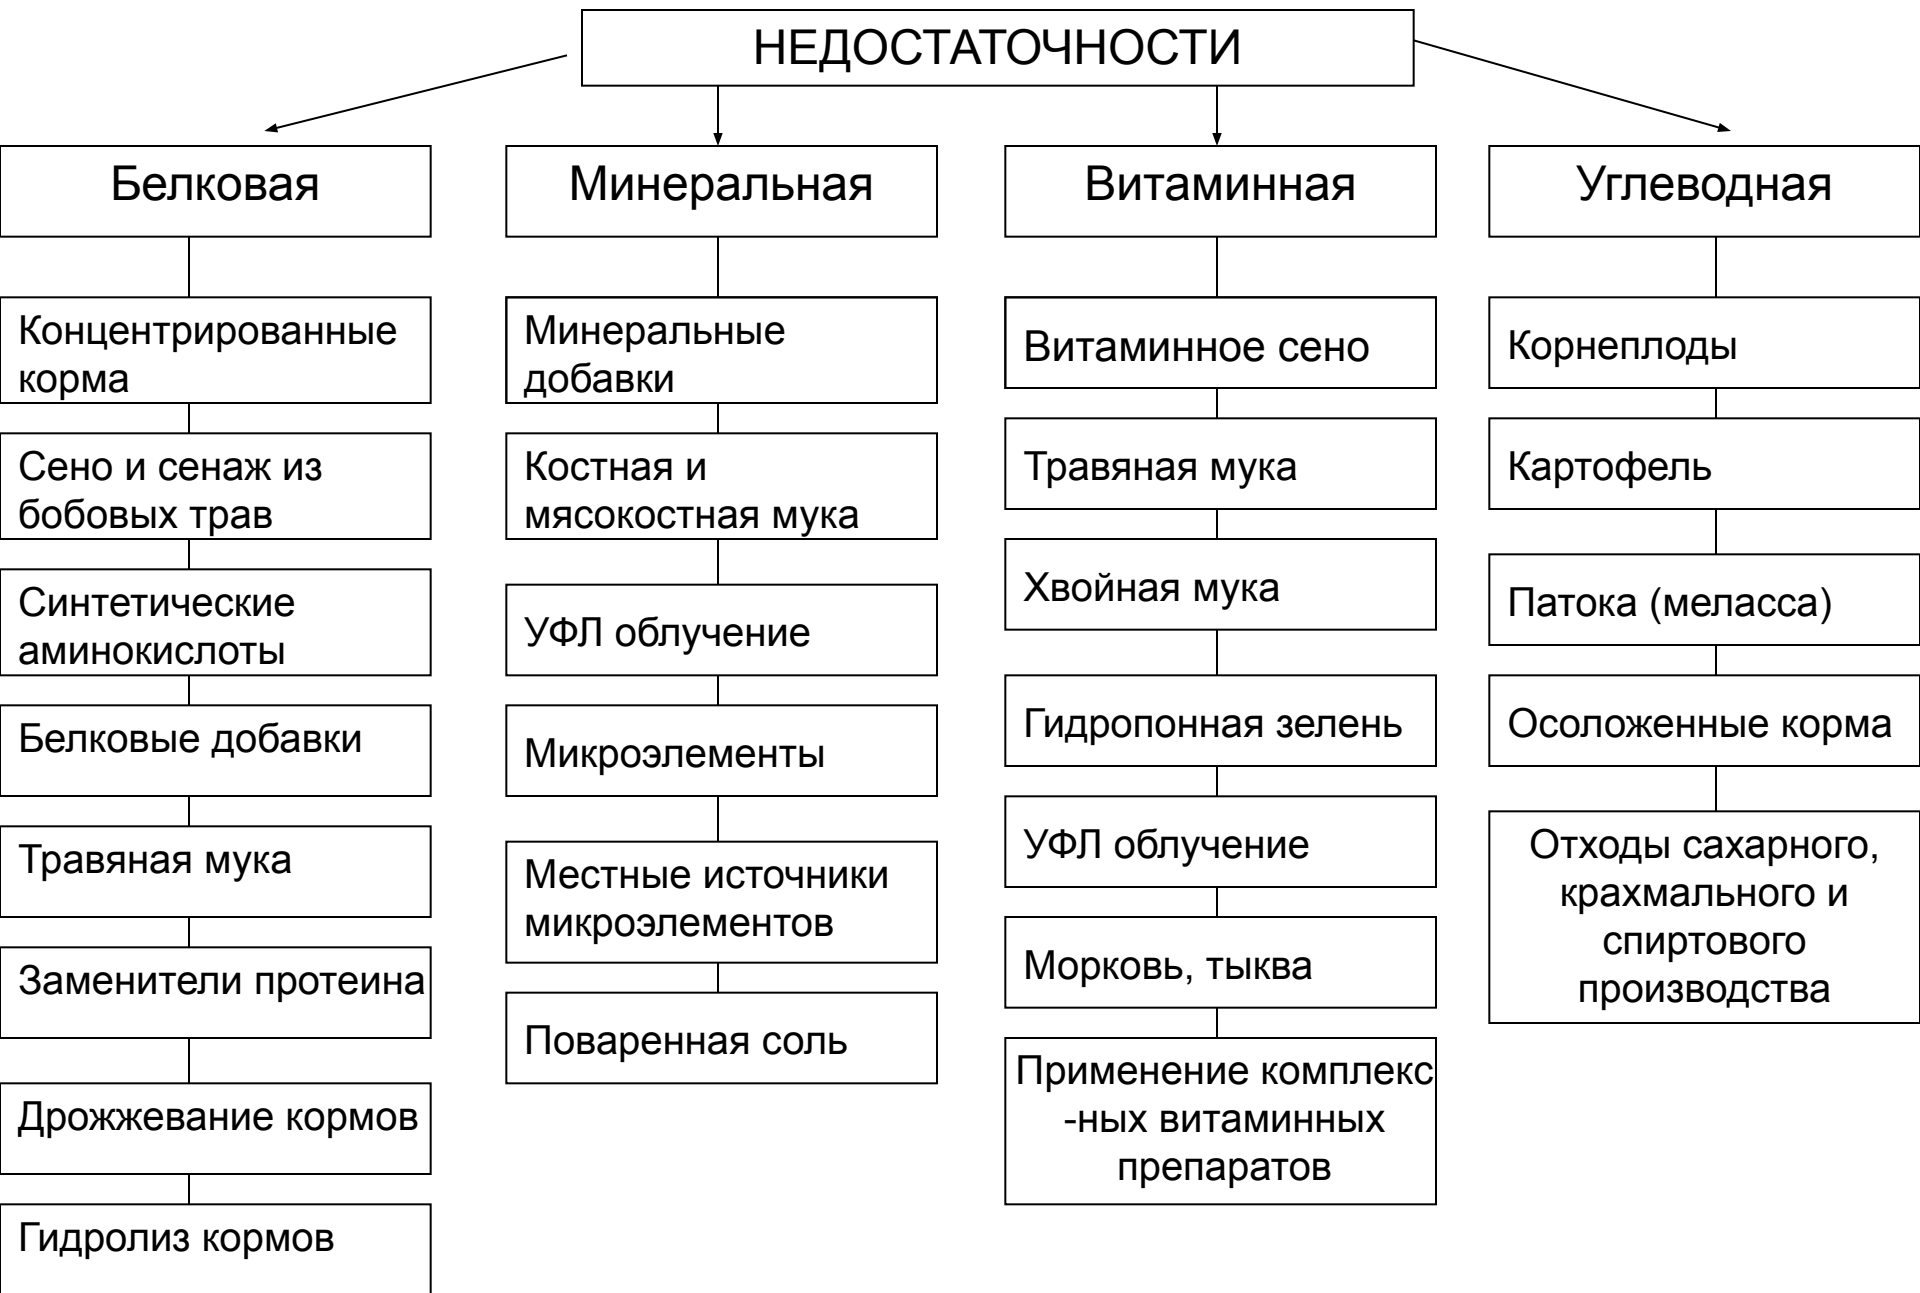 НЕДОСТАТОЧНОСТИ
Белковая
Концентрированные
корма
Сено и сенаж из
бобовых трав
Синтетические
аминокислоты
Белковые добавки
Травяная мука
Заменители протеина
Дрожжевание кормов
Гидролиз кормов
Минеральная
Минеральные
добавки
Костная и
мясокостная мука
УФЛ облучение
Микроэлементы
Местные источники
микроэлементов
Поваренная соль
Витаминная
Витаминное сено
Травяная мука
Хвойная мука
Гидропонная зелень
УФЛ облучение
Морковь, тыква
Применение комплекс
-ных витаминных
препаратов
Углеводная
Корнеплоды
Картофель
Патока (меласса)
Осоложенные корма
Отходы сахарного,
крахмального и
спиртового
производства